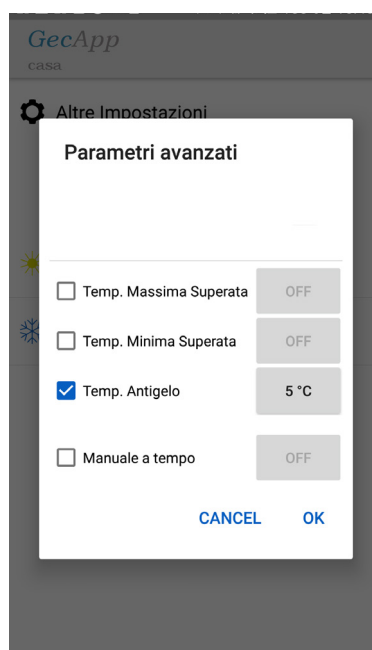 GecApp
casa
Altre Impostazioni
Parametri avanzati
Temp. Massima Superata OFF
Temp. Minima Superata OFF
Temp. Antigelo 5 °C
Manuale a tempo OFF
CANCEL OK